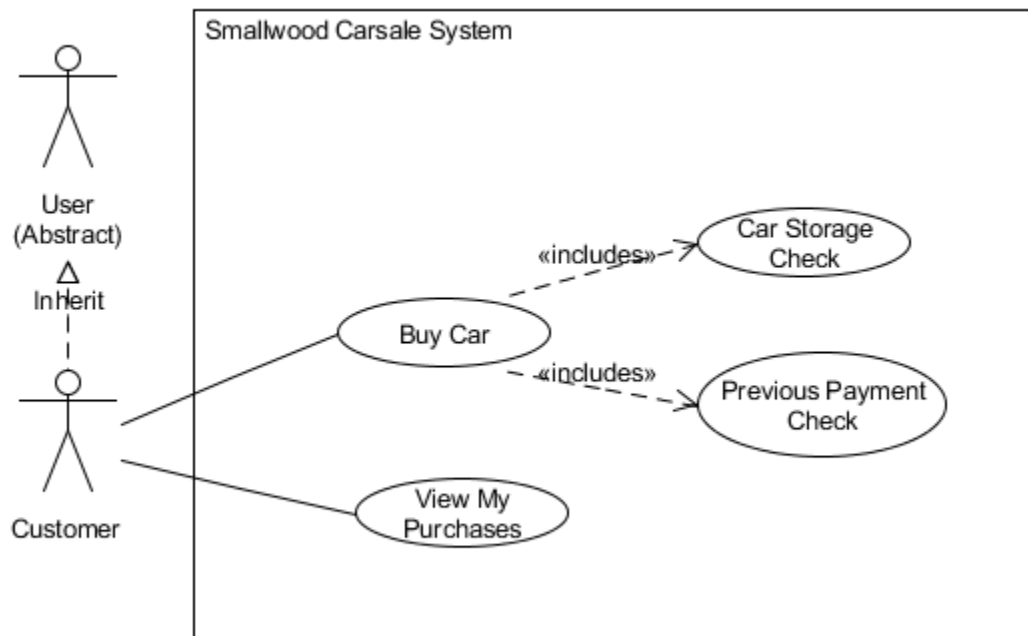 Smallwood Carsale System
User
(Abstract)
Inherit
Customer
Buy Car
«includes»
Car Storage
Check
«includes»
Previous Payment
Check
View My
Purchases